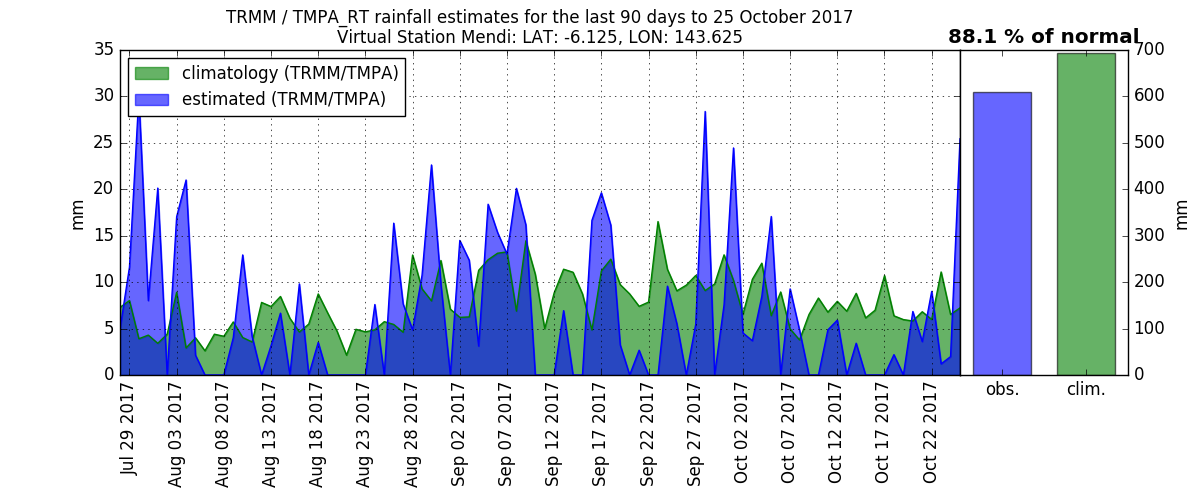 TRMM / TMPA_RT rainfall estimates for the last 90 days to 25 October 2017
Virtual Station Mendi: LAT: -6.125, LON: 143.625
88.1 % of normal
climatology (TRMM/TMPA)
estimated (TRMM/TMPA)
35
30
25
20
15
10
5
0
mm
Jul 29 2017
Aug 03 2017
Aug 08 2017
Aug 13 2017
Aug 18 2017
Aug 23 2017
Aug 28 2017
Sep 02 2017
Sep 07 2017
Sep 12 2017
Sep 17 2017
Sep 22 2017
Sep 27 2017
Oct 02 2017
Oct 07 2017
Oct 12 2017
Oct 17 2017
Oct 22 2017
obs.
clim.
700
600
500
400
300
200
100
0
mm